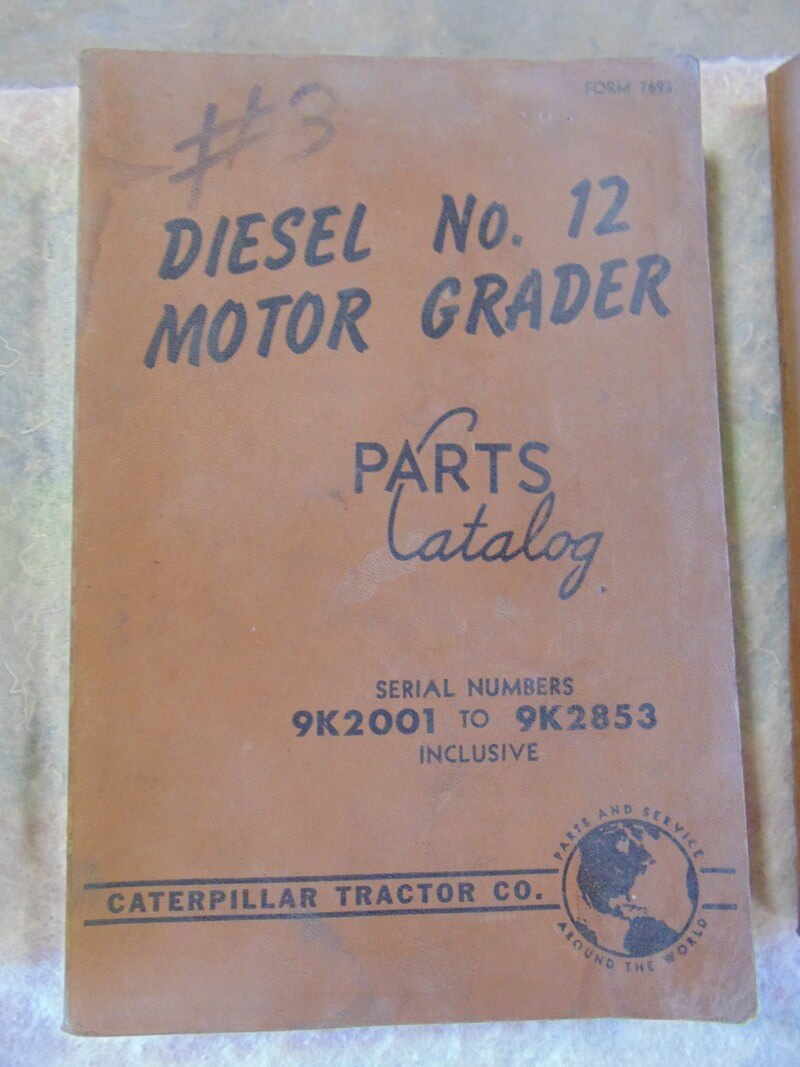 FORM 7693
#3
DIESEL No. 12
MOTOR GRADER
PARTS
Catalog
SERIAL NUMBERS
9K2001 TO 9K2853
INCLUSIVE
PARTS AND SERVICE
CATERPILLAR TRACTOR CO.
AROUND THE WORLD